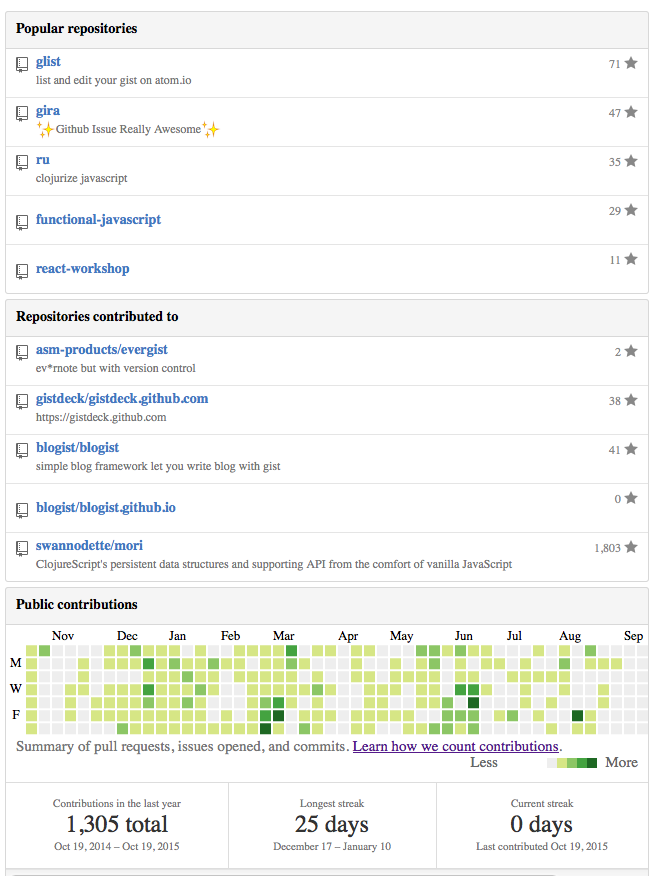 Popular repositories
glist
71
list and edit your gist on atom.io
gira
47
✨Github Issue Really Awesome✨
ru
35
clojurize javascript
functional-javascript
29
react-workshop
11
Repositories contributed to
asm-products/evergist
2
ev*rnote but with version control
gistdeck/gistdeck.github.com
38
https://gistdeck.github.com
blogist/blogist
41
simple blog framework let you write blog with gist
blogist/blogist.github.io
0
swannodette/mori
1,803
ClojureScript's persistent data structures and supporting API from the comfort of vanilla JavaScript
Public contributions
Nov Dec Jan Feb Mar Apr May Jun Jul Aug Sep
M
W
F
Summary of pull requests, issues opened, and commits. Learn how we count contributions.
Less More
Contributions in the last year
1,305 total
Oct 19, 2014 – Oct 19, 2015
Longest streak
25 days
December 17 – January 10
Current streak
0 days
Last contributed Oct 19, 2015